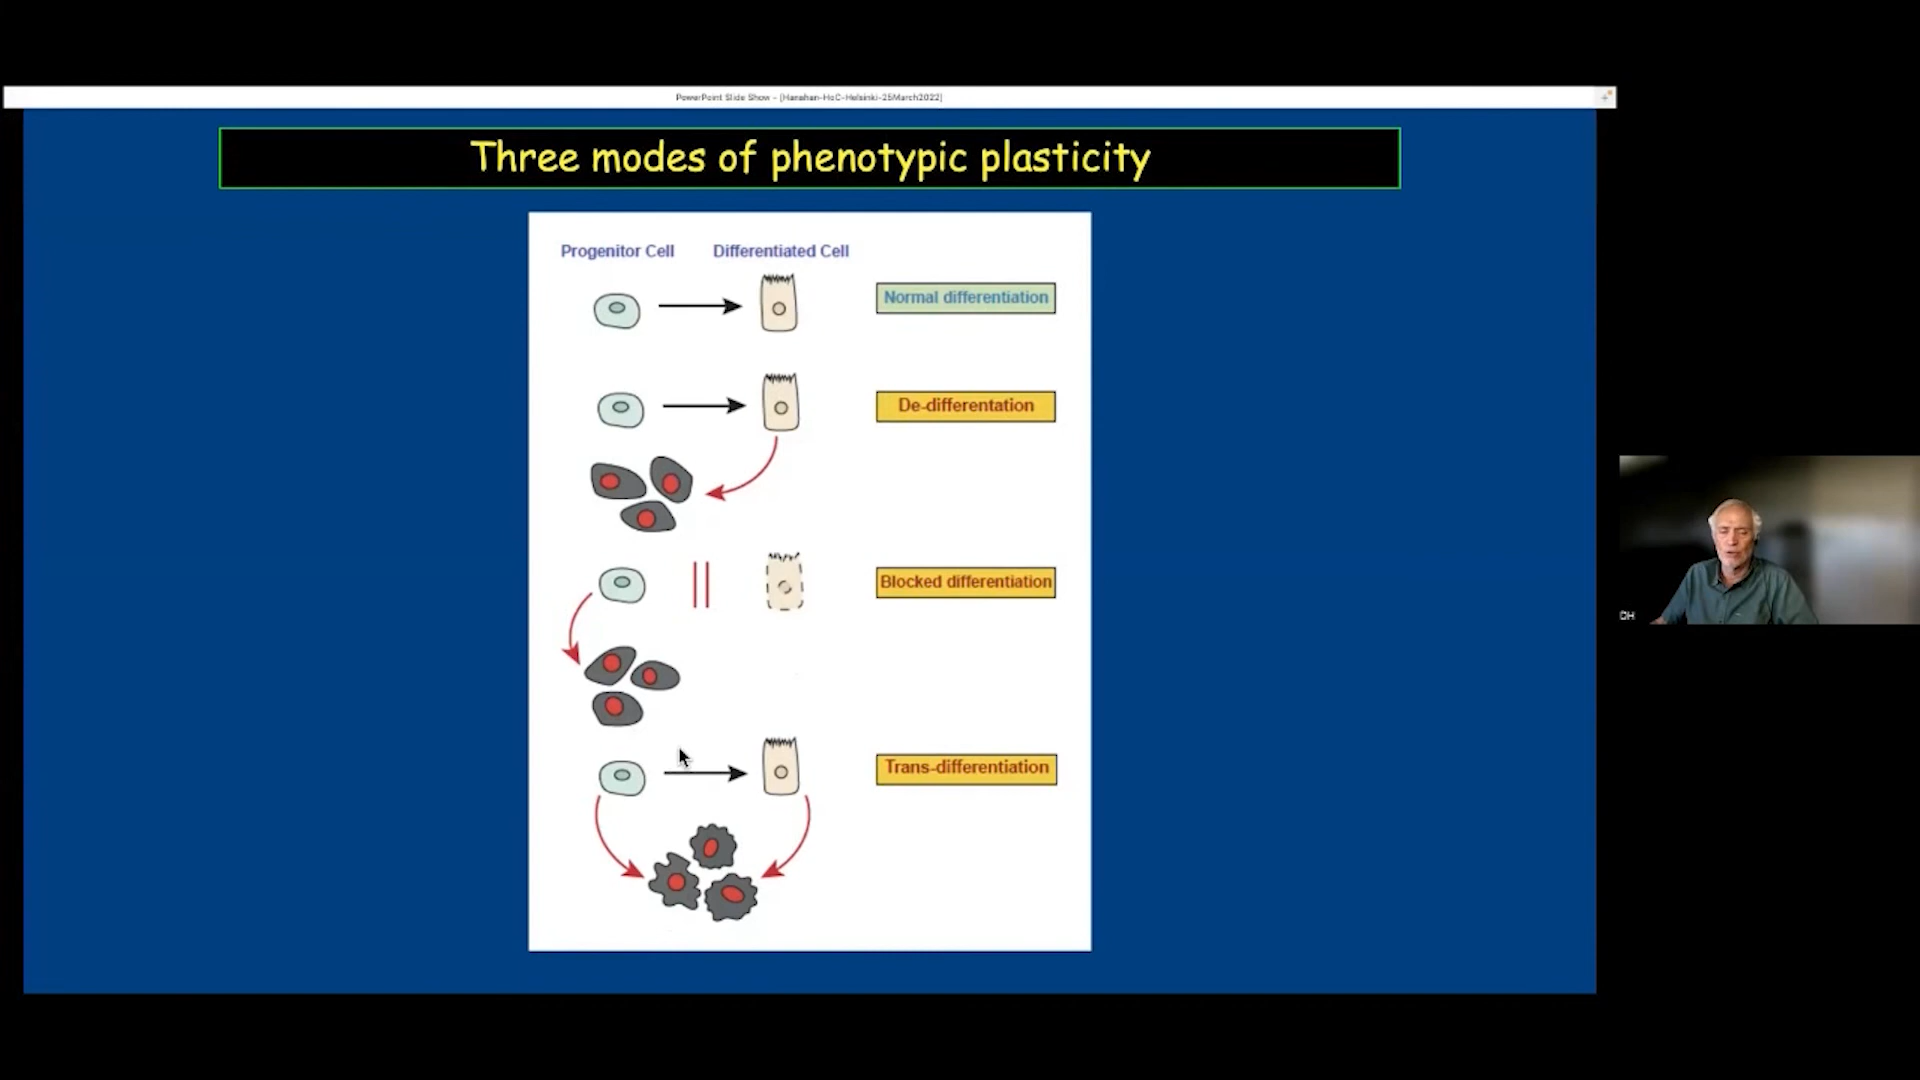 PowerPoint Slide Show - [Hanahan-HoC-Helsinki-25March2022]
Three modes of phenotypic plasticity
Progenitor Cell Differentiated Cell
Normal differentiation
De-differentation
Blocked differentiation
Trans-differentiation
DH